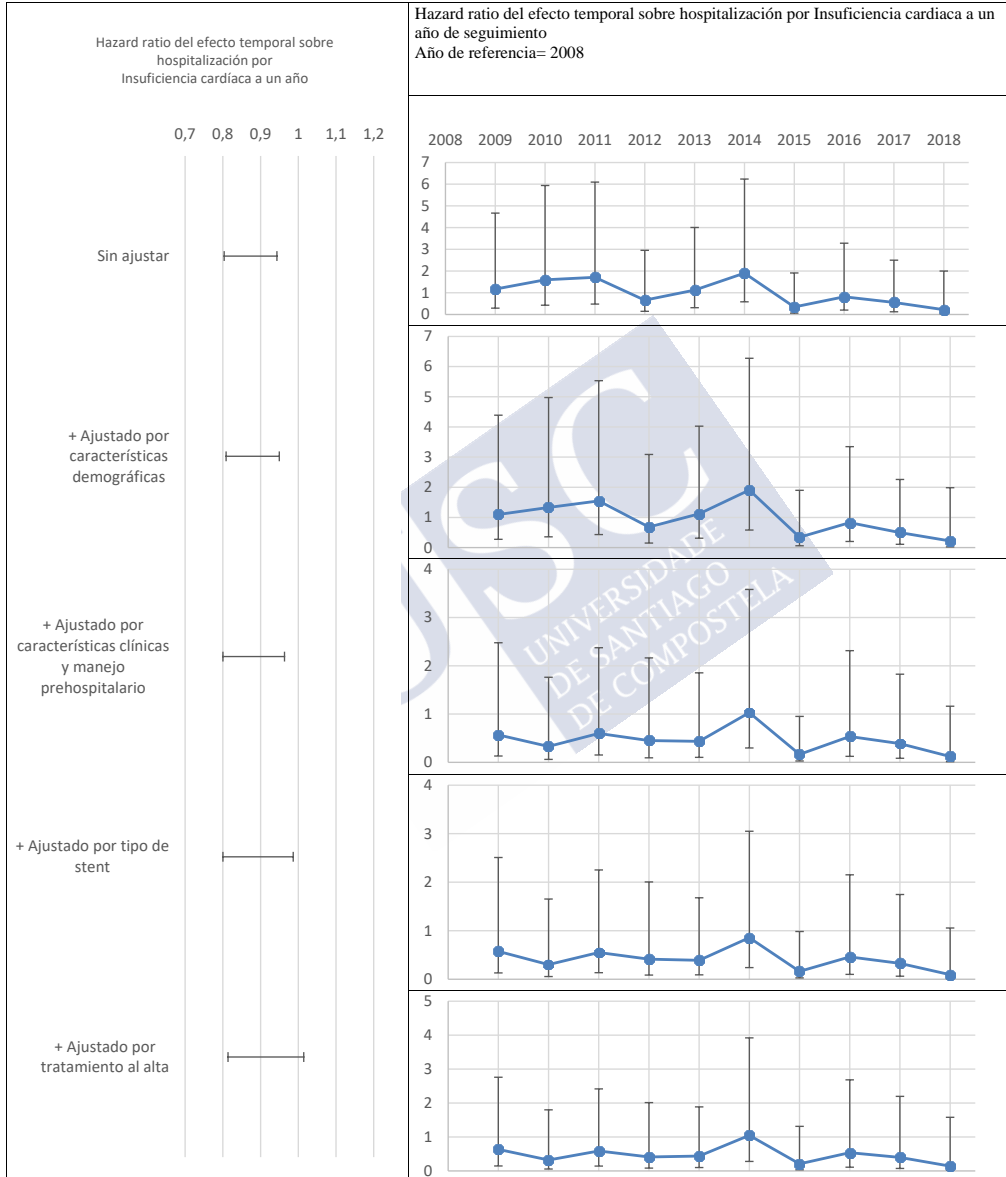 Hazard ratio del efecto temporal sobre
hospitalización por
Insuficiencia cardíaca a un año
0,7 0,8 0,9 1 1,1 1,2
Sin ajustar
+ Ajustado por
características
demográficas
+ Ajustado por
características clínicas
y manejo
prehospitalario
+ Ajustado por tipo de
stent
+ Ajustado por
tratamiento al alta
Hazard ratio del efecto temporal sobre hospitalización por Insuficiencia cardiaca a un
año de seguimiento
Año de referencia= 2008
2008 2009 2010 2011 2012 2013 2014 2015 2016 2017 2018
7
6
5
4
3
2
1
0
7
6
5
4
3
2
1
0
4
3
2
1
0
4
3
2
1
0
5
4
3
2
1
0
USC
UNIVERSIDADE
DE SANTIAGO
DE COMPOSTELA